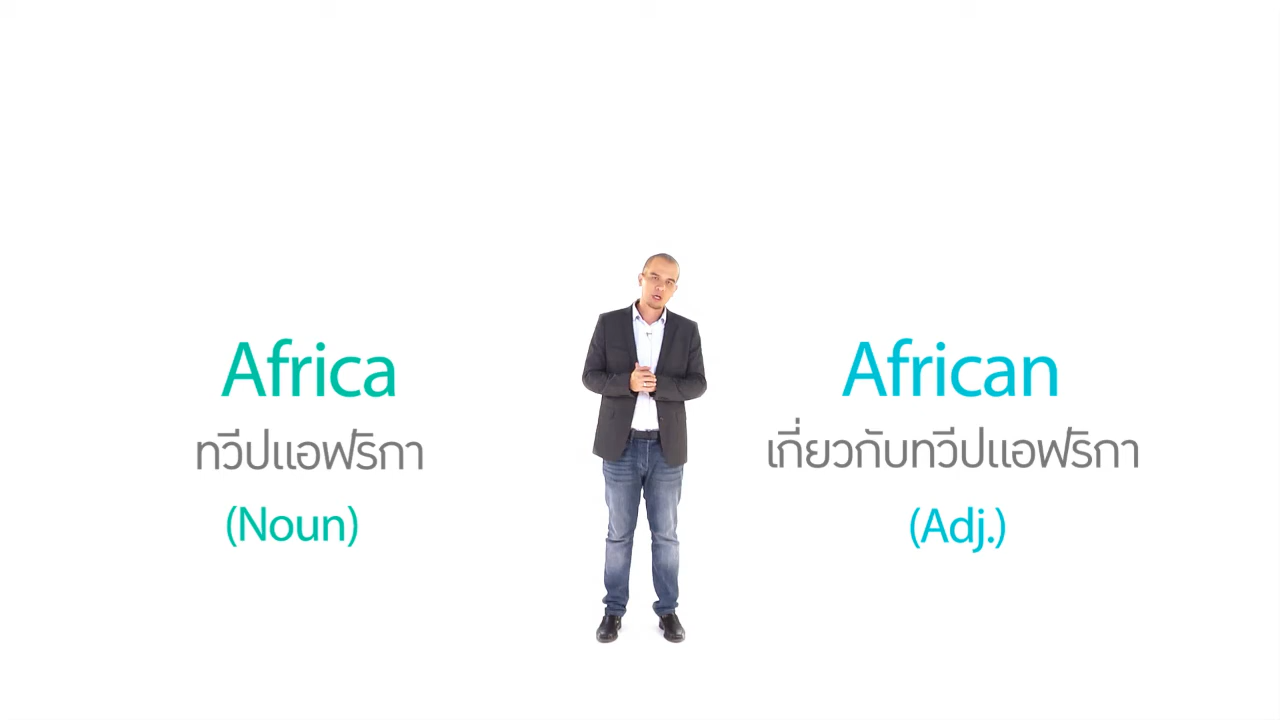 Africa
ทวีปแอฟริกา
(Noun)
African
เกี่ยวกับทวีปแอฟริกา
(Adj.)